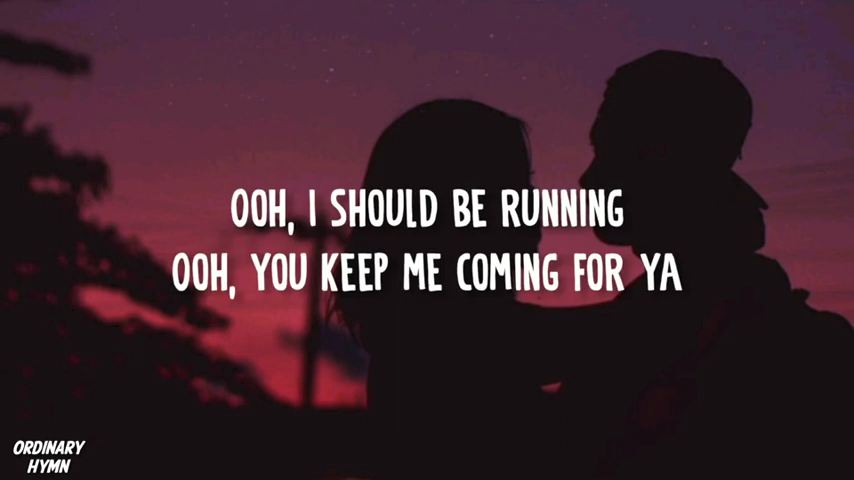 OOH, I SHOULD BE RUNNING
OOH, YOU KEEP ME COMING FOR YA
ORDINARY
HYMN